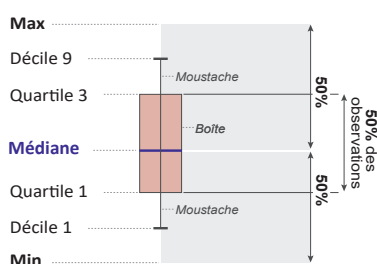 Max
Décile 9
Moustache
Quartile 3
50%
Boîte
50% des
observations
Médiane
Quartile 1
50%
Moustache
Décile 1
Min